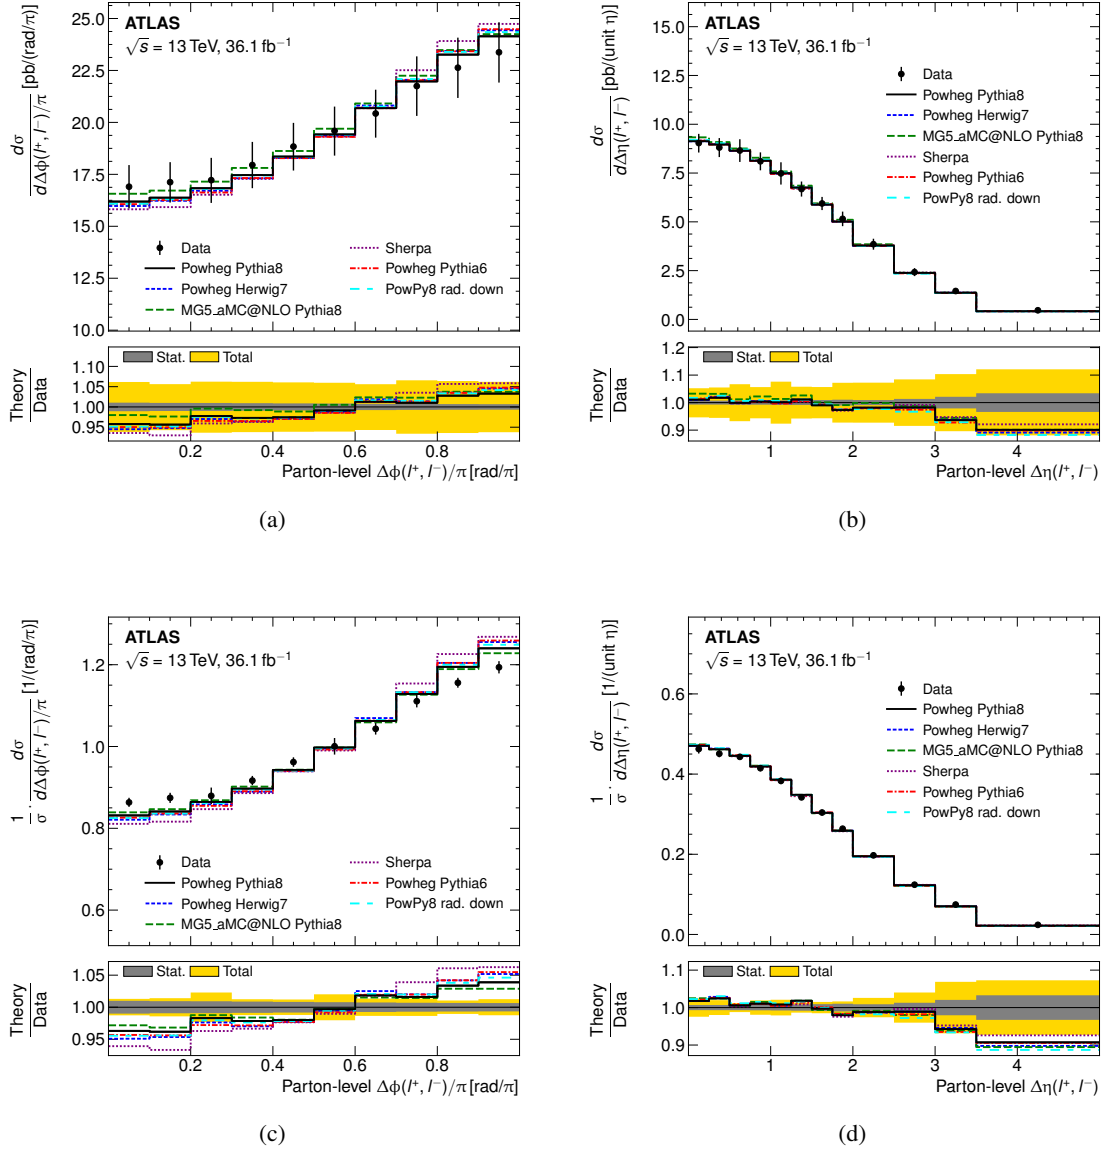 ATLAS
√s = 13 TeV, 36.1 fb⁻¹
dσ / dΔϕ(l⁺, l⁻)/π [pb/(rad/π)]
25.0
22.5
20.0
17.5
15.0
12.5
10.0
Data
Powheg Pythia8
Powheg Herwig7
MG5_aMC@NLO Pythia8
Sherpa
Powheg Pythia6
PowPy8 rad. down
Theory / Data
Stat. Total
1.10
1.05
1.00
0.95
0.2 0.4 0.6 0.8
Parton-level Δϕ(l⁺, l⁻)/π [rad/π]
(a)
ATLAS
√s = 13 TeV, 36.1 fb⁻¹
dσ / dΔη(l⁺, l⁻) [pb/(unit η)]
15.0
12.5
10.0
7.5
5.0
2.5
0.0
Data
Powheg Pythia8
Powheg Herwig7
MG5_aMC@NLO Pythia8
Sherpa
Powheg Pythia6
PowPy8 rad. down
Theory / Data
Stat. Total
1.2
1.1
1.0
0.9
1 2 3 4
Parton-level Δη(l⁺, l⁻)
(b)
ATLAS
√s = 13 TeV, 36.1 fb⁻¹
1/σ · dσ / dΔϕ(l⁺, l⁻)/π [1/(rad/π)]
1.2
1.0
0.8
0.6
Data
Powheg Pythia8
Powheg Herwig7
MG5_aMC@NLO Pythia8
Sherpa
Powheg Pythia6
PowPy8 rad. down
Theory / Data
Stat. Total
1.05
1.00
0.95
0.2 0.4 0.6 0.8
Parton-level Δϕ(l⁺, l⁻)/π [rad/π]
(c)
ATLAS
√s = 13 TeV, 36.1 fb⁻¹
1/σ · dσ / dΔη(l⁺, l⁻) [1/(unit η)]
0.6
0.4
0.2
0.0
Data
Powheg Pythia8
Powheg Herwig7
MG5_aMC@NLO Pythia8
Sherpa
Powheg Pythia6
PowPy8 rad. down
Theory / Data
Stat. Total
1.1
1.0
0.9
1 2 3 4
Parton-level Δη(l⁺, l⁻)
(d)